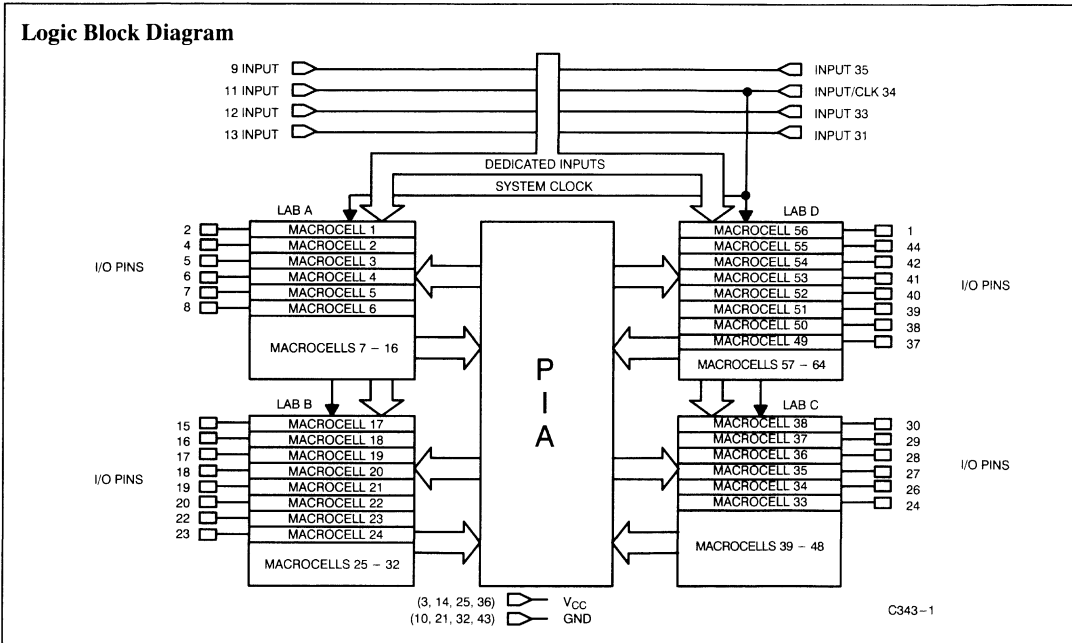 Logic Block Diagram
9 INPUT
11 INPUT
12 INPUT
13 INPUT
INPUT 35
INPUT/CLK 34
INPUT 33
INPUT 31
DEDICATED INPUTS
SYSTEM CLOCK
LAB A
2 MACROCELL 1
4 MACROCELL 2
5 MACROCELL 3
6 MACROCELL 4
7 MACROCELL 5
8 MACROCELL 6
I/O PINS
MACROCELLS 7 – 16
LAB B
15 MACROCELL 17
16 MACROCELL 18
17 MACROCELL 19
18 MACROCELL 20
19 MACROCELL 21
20 MACROCELL 22
22 MACROCELL 23
23 MACROCELL 24
I/O PINS
MACROCELLS 25 – 32
P
I
A
LAB D
MACROCELL 56 1
MACROCELL 55 44
MACROCELL 54 42
MACROCELL 53 41
MACROCELL 52 40
MACROCELL 51 39
MACROCELL 50 38
MACROCELL 49 37
I/O PINS
MACROCELLS 57 – 64
LAB C
MACROCELL 38 30
MACROCELL 37 29
MACROCELL 36 28
MACROCELL 35 27
MACROCELL 34 26
MACROCELL 33 24
I/O PINS
MACROCELLS 39 – 48
(3, 14, 25, 36) VCC
(10, 21, 32, 43) GND
C343–1